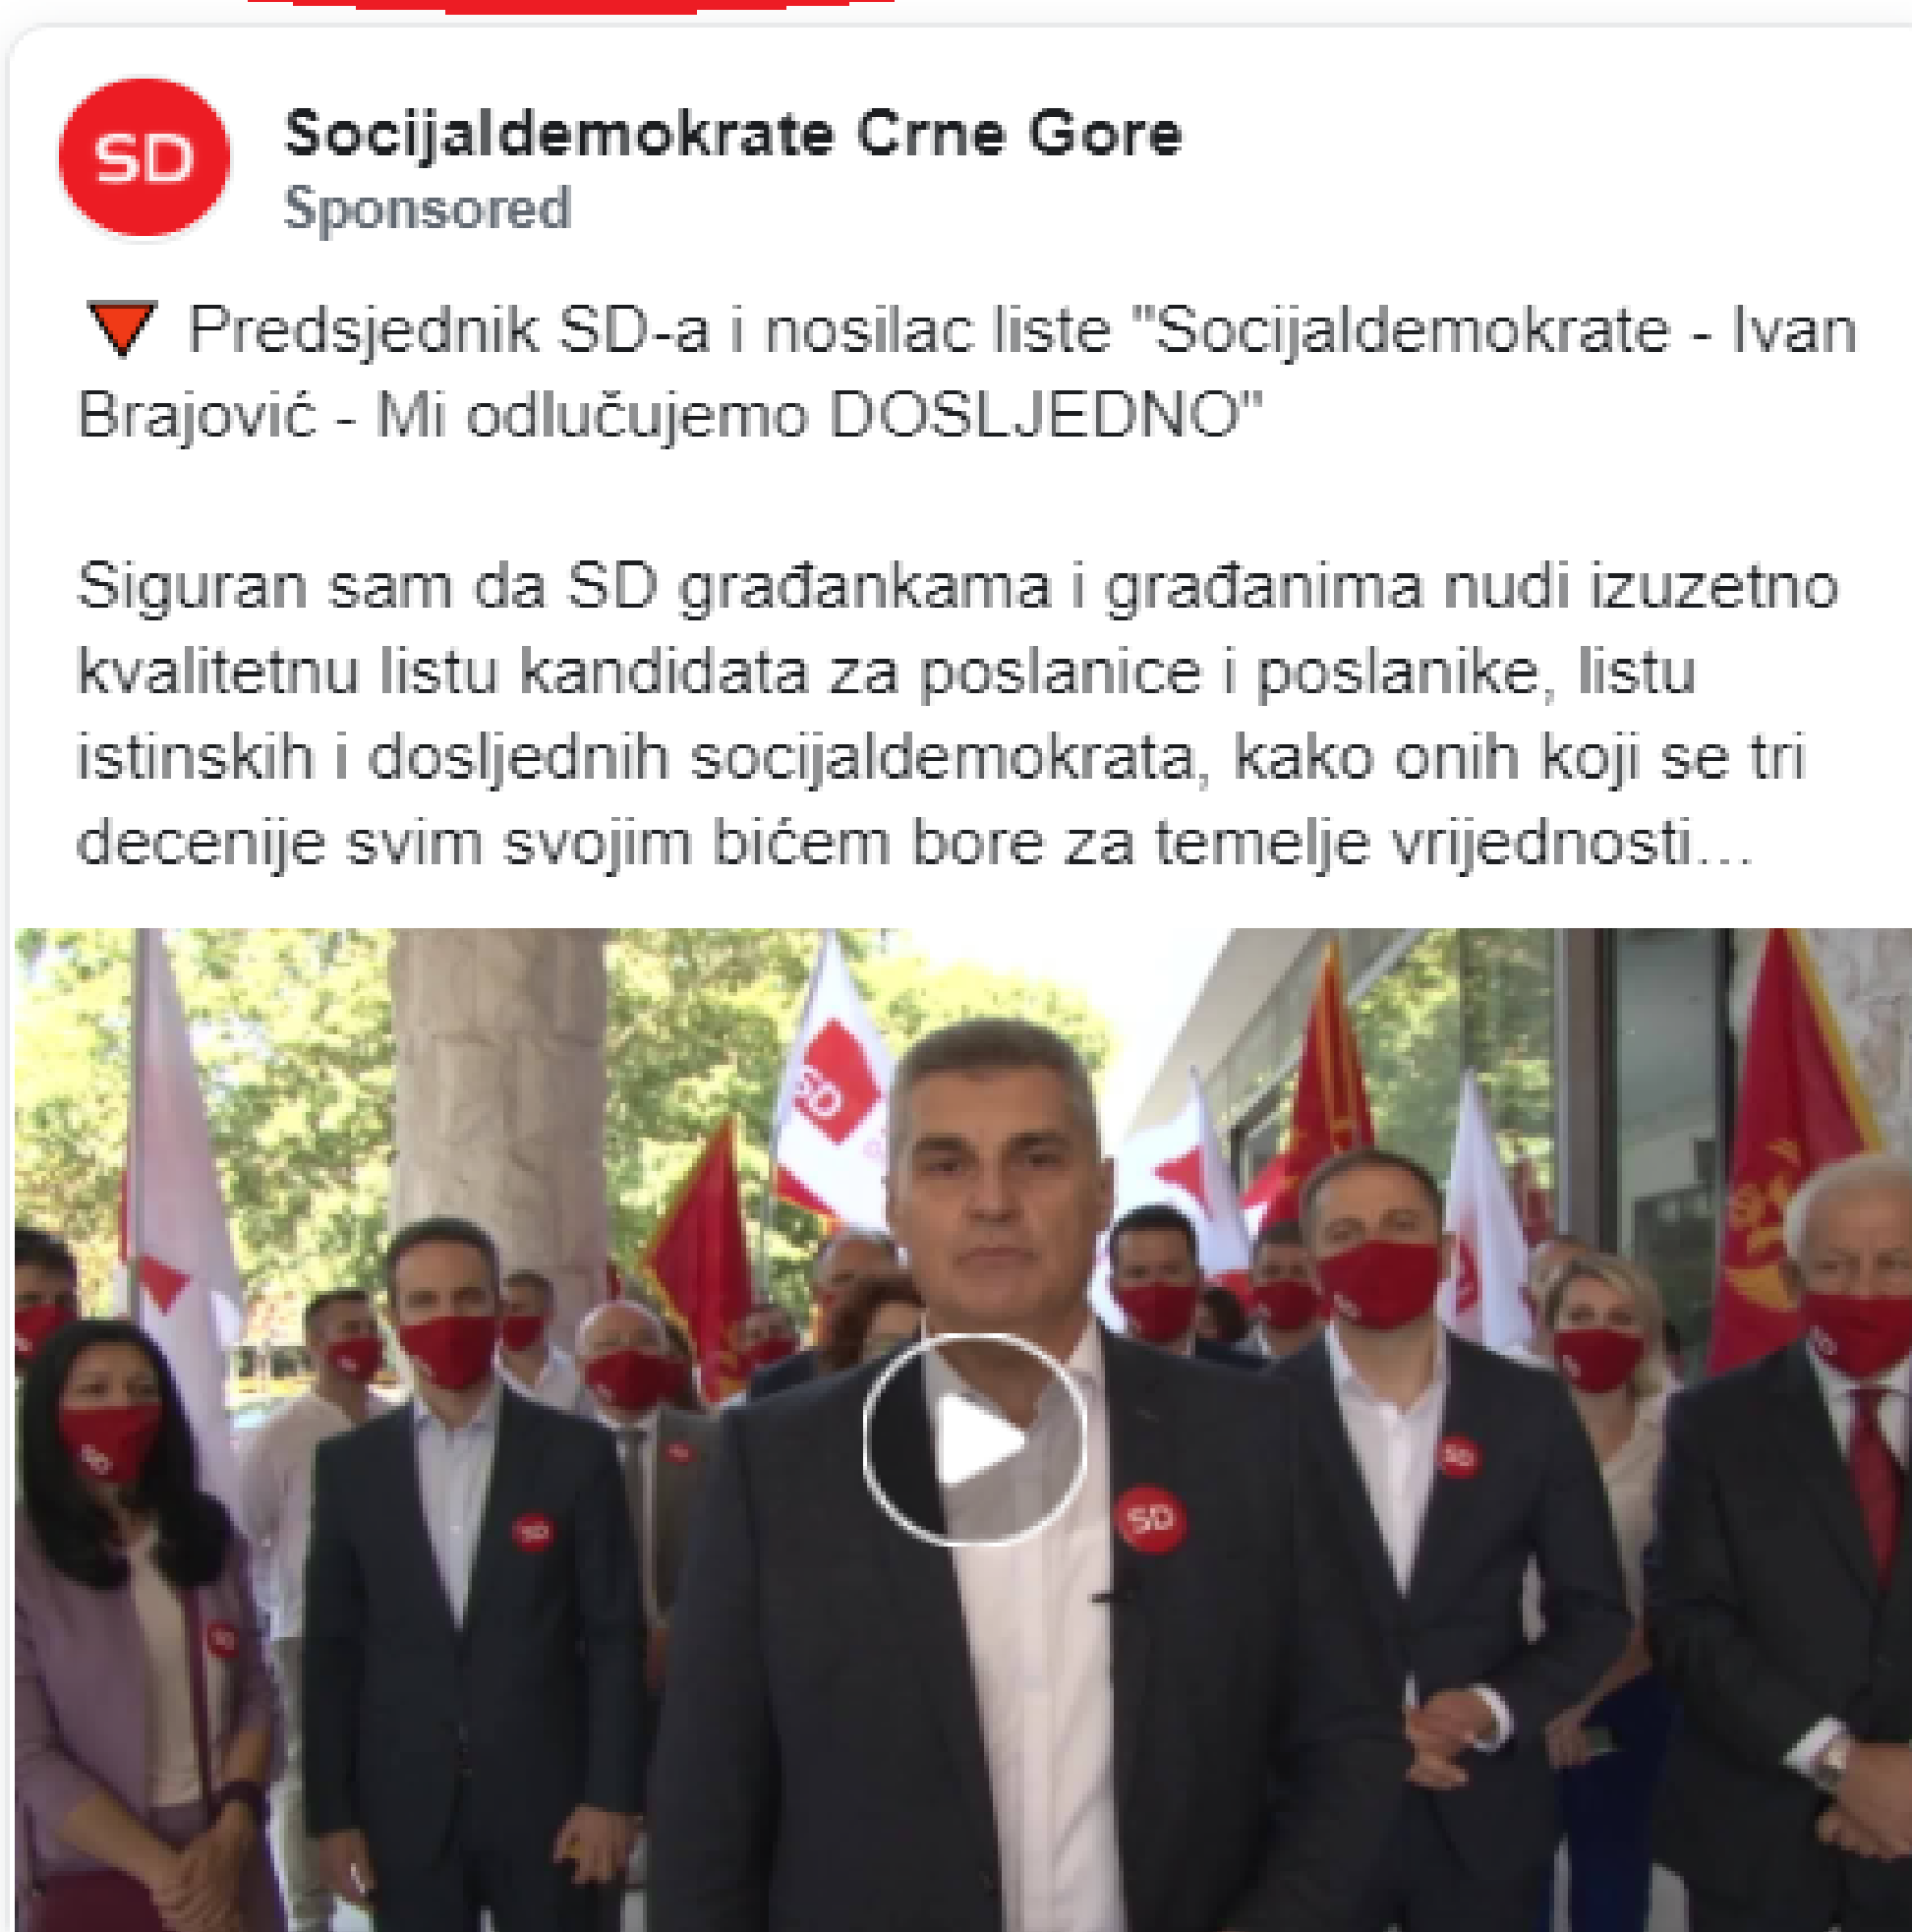 SD
Socijaldemokrate Crne Gore
Sponsored
Predsjednik SD-a i nosilac liste "Socijaldemokrate - Ivan
Brajović - Mi odlučujemo DOSLJEDNO"
Siguran sam da SD građankama i građanima nudi izuzetno
kvalitetnu listu kandidata za poslanice i poslanike, listu
istinskih i dosljednih socijaldemokrata, kako onih koji se tri
decenije svim svojim bićem bore za temelje vrijednosti...
SD
SD
SD
SD